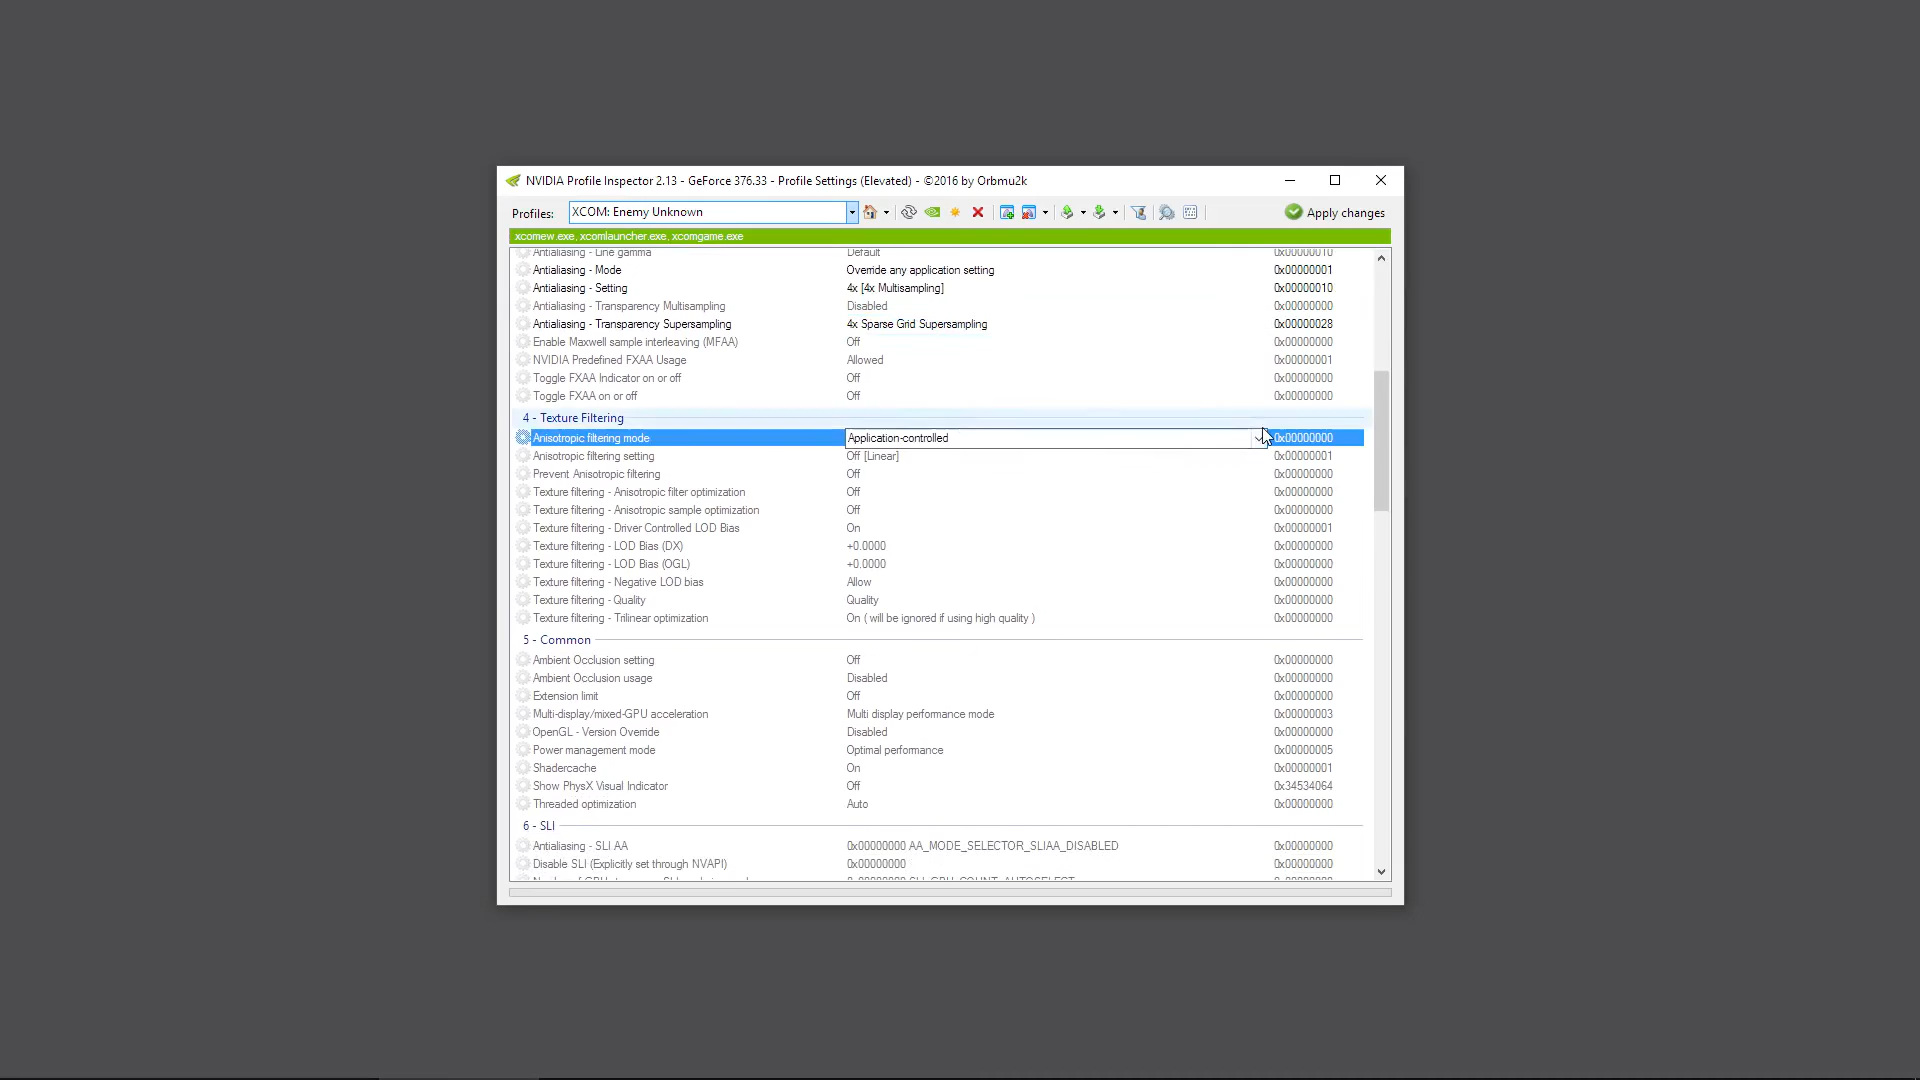 NVIDIA Profile Inspector 2.13 - GeForce 376.33 - Profile Settings (Elevated) - ©2016 by Orbmu2k
Profiles: XCOM: Enemy Unknown Apply changes
xcomew.exe, xcomlauncher.exe, xcomgame.exe
Antialiasing - Line gamma Default 0x00000010
Antialiasing - Mode Override any application setting 0x00000001
Antialiasing - Setting 4x [4x Multisampling] 0x00000010
Antialiasing - Transparency Multisampling Disabled 0x00000000
Antialiasing - Transparency Supersampling 4x Sparse Grid Supersampling 0x00000028
Enable Maxwell sample interleaving (MFAA) Off 0x00000000
NVIDIA Predefined FXAA Usage Allowed 0x00000001
Toggle FXAA Indicator on or off Off 0x00000000
Toggle FXAA on or off Off 0x00000000
4 - Texture Filtering
Anisotropic filtering mode Application-controlled 0x00000000
Anisotropic filtering setting Off [Linear] 0x00000001
Prevent Anisotropic filtering Off 0x00000000
Texture filtering - Anisotropic filter optimization Off 0x00000000
Texture filtering - Anisotropic sample optimization Off 0x00000000
Texture filtering - Driver Controlled LOD Bias On 0x00000001
Texture filtering - LOD Bias (DX) +0.0000 0x00000000
Texture filtering - LOD Bias (OGL) +0.0000 0x00000000
Texture filtering - Negative LOD bias Allow 0x00000000
Texture filtering - Quality Quality 0x00000000
Texture filtering - Trilinear optimization On ( will be ignored if using high quality ) 0x00000000
5 - Common
Ambient Occlusion setting Off 0x00000000
Ambient Occlusion usage Disabled 0x00000000
Extension limit Off 0x00000000
Multi-display/mixed-GPU acceleration Multi display performance mode 0x00000003
OpenGL - Version Override Disabled 0x00000000
Power management mode Optimal performance 0x00000005
Shadercache On 0x00000001
Show PhysX Visual Indicator Off 0x34534064
Threaded optimization Auto 0x00000000
6 - SLI
Antialiasing - SLI AA 0x00000000 AA_MODE_SELECTOR_SLIAA_DISABLED 0x00000000
Disable SLI (Explicitly set through NVAPI) 0x00000000 0x00000000